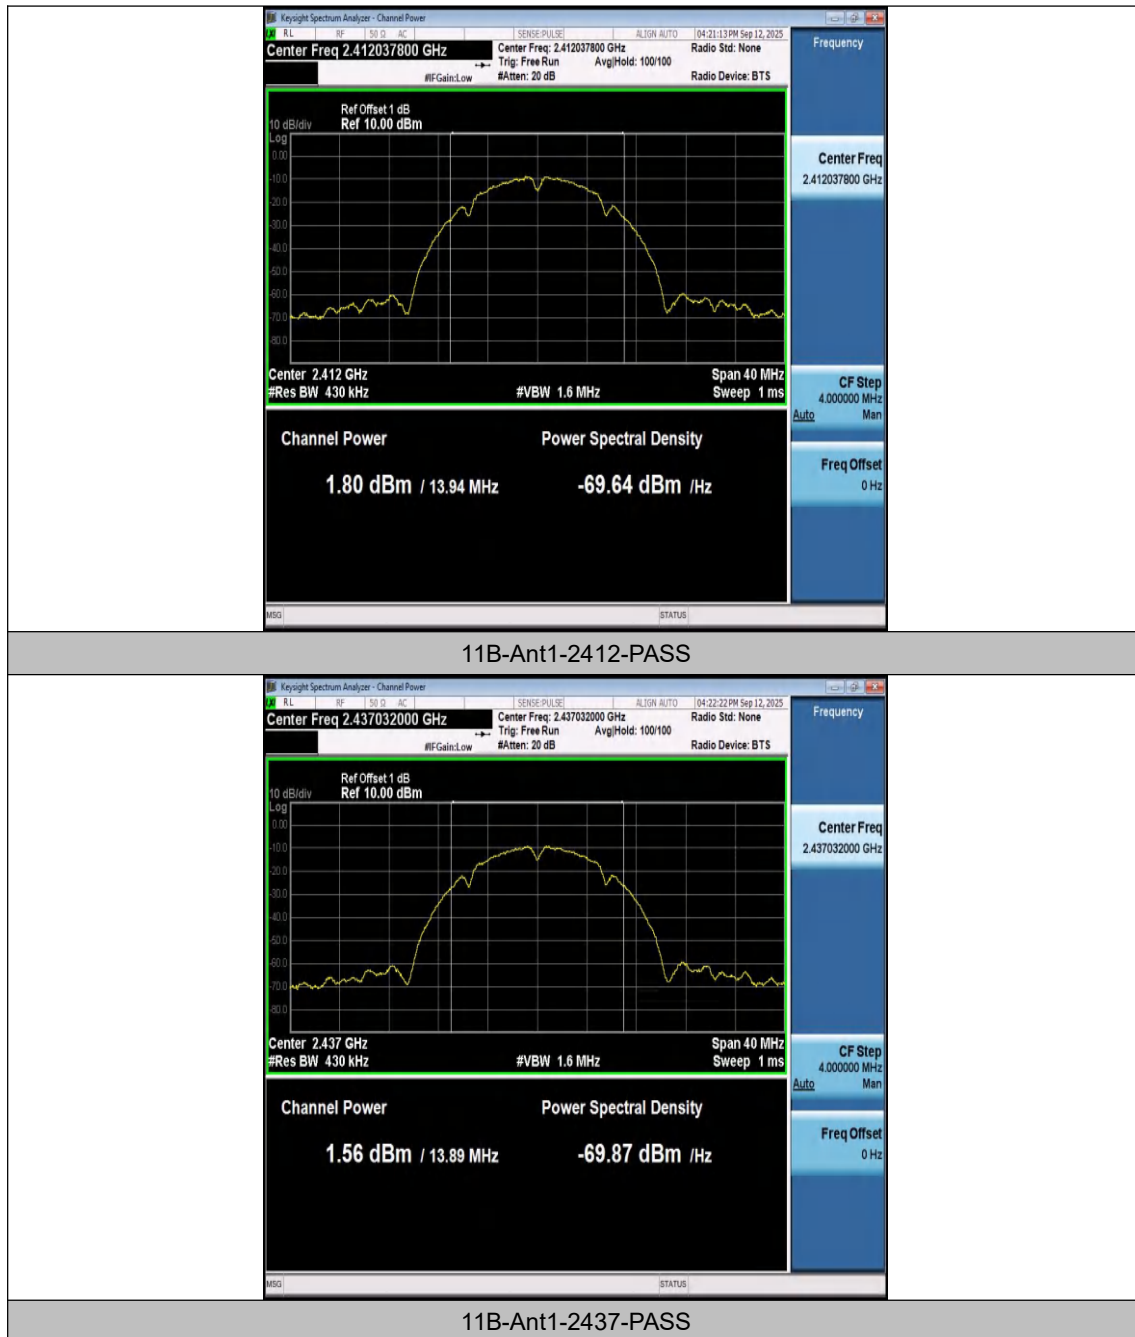 Keysight Spectrum Analyzer - Channel Power
RL RF 50 Ω AC SENSE:PULSE ALIGN AUTO 04:21:13 PM Sep 12, 2025
Center Freq 2.412037800 GHz
Center Freq: 2.412037800 GHz Radio Std: None
Trig: Free Run Avg|Hold: 100/100
#IFGain:Low #Atten: 20 dB Radio Device: BTS
Frequency
Ref Offset 1 dB
10 dB/div Ref 10.00 dBm
Log
0.00
-10.0
-20.0
-30.0
-40.0
-50.0
-60.0
-70.0
-80.0
Center 2.412 GHz Span 40 MHz
#Res BW 430 kHz #VBW 1.6 MHz Sweep 1 ms
Channel Power Power Spectral Density
1.80 dBm / 13.94 MHz -69.64 dBm /Hz
Center Freq
2.412037800 GHz
CF Step
4.000000 MHz
Auto Man
Freq Offset
0 Hz
MSG STATUS
11B-Ant1-2412-PASS
Keysight Spectrum Analyzer - Channel Power
RL RF 50 Ω AC SENSE:PULSE ALIGN AUTO 04:22:22 PM Sep 12, 2025
Center Freq 2.437032000 GHz
Center Freq: 2.437032000 GHz Radio Std: None
Trig: Free Run Avg|Hold: 100/100
#IFGain:Low #Atten: 20 dB Radio Device: BTS
Frequency
Ref Offset 1 dB
10 dB/div Ref 10.00 dBm
Log
0.00
-10.0
-20.0
-30.0
-40.0
-50.0
-60.0
-70.0
-80.0
Center 2.437 GHz Span 40 MHz
#Res BW 430 kHz #VBW 1.6 MHz Sweep 1 ms
Channel Power Power Spectral Density
1.56 dBm / 13.89 MHz -69.87 dBm /Hz
Center Freq
2.437032000 GHz
CF Step
4.000000 MHz
Auto Man
Freq Offset
0 Hz
MSG STATUS
11B-Ant1-2437-PASS